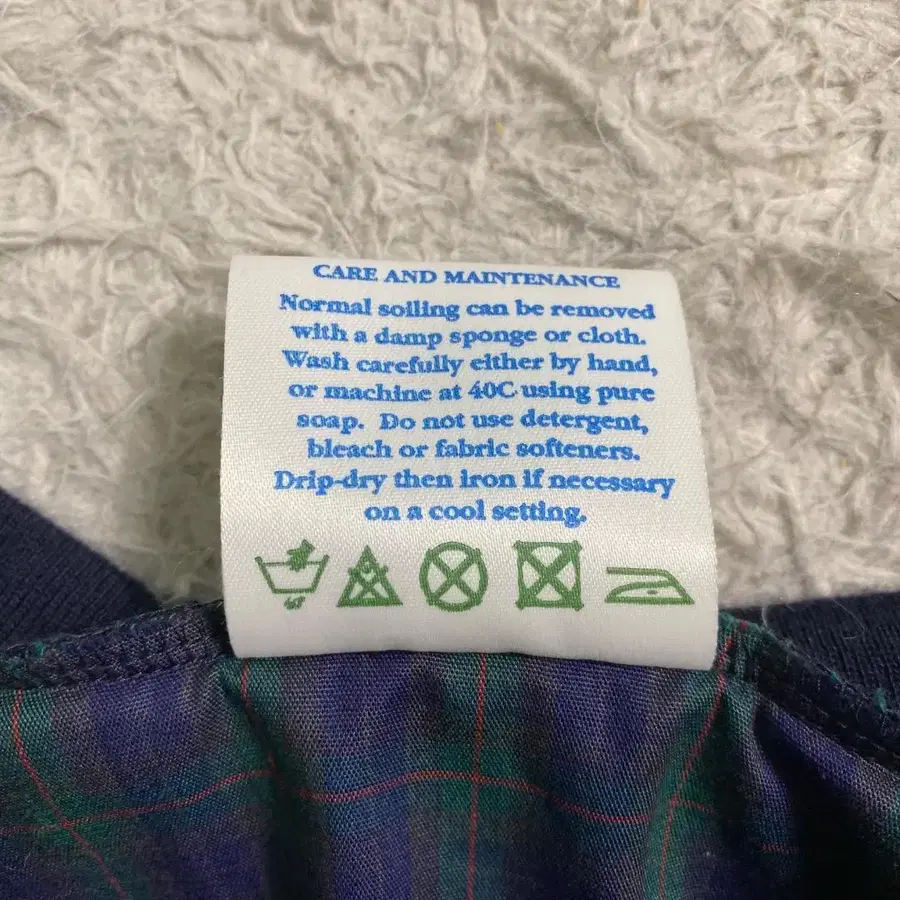 CARE AND MAINTENANCE
Normal soiling can be removed
with a damp sponge or cloth.
Wash carefully either by hand,
or machine at 40C using pure
soap. Do not use detergent,
bleach or fabric softeners.
Drip-dry then iron if necessary
on a cool setting.